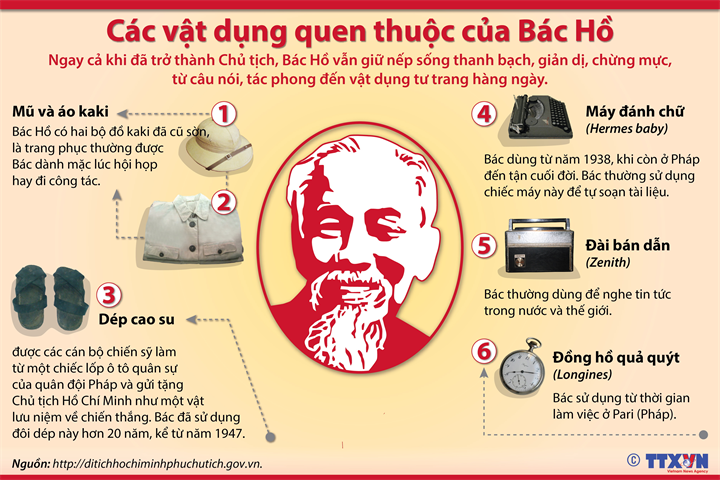 Các vật dụng quen thuộc của Bác Hồ
Ngay cả khi đã trở thành Chủ tịch, Bác Hồ vẫn giữ nếp sống thanh bạch, giản dị, chừng mực,
từ câu nói, tác phong đến vật dụng tư trang hàng ngày.
Mũ và áo kaki
1
Bác Hồ có hai bộ đồ kaki đã cũ sờn,
là trang phục thường được
Bác dành mặc lúc hội họp
hay đi công tác.
2
3
Dép cao su
được các cán bộ chiến sỹ làm
từ một chiếc lốp ô tô quân sự
của quân đội Pháp và gửi tặng
Chủ tịch Hồ Chí Minh như một vật
lưu niệm về chiến thắng. Bác đã sử dụng
đôi dép này hơn 20 năm, kể từ năm 1947.
4
Máy đánh chữ
(Hermes baby)
Bác dùng từ năm 1938, khi còn ở Pháp
đến tận cuối đời. Bác thường sử dụng
chiếc máy này để tự soạn tài liệu.
5
Đài bán dẫn
(Zenith)
Bác thường dùng để nghe tin tức
trong nước và thế giới.
6
Đồng hồ quả quýt
(Longines)
Bác sử dụng từ thời gian
làm việc ở Pari (Pháp).
1
Nguồn: http://ditichhochiminhphuchutich.gov.vn.
© TTXVN
Vietnam News Agency